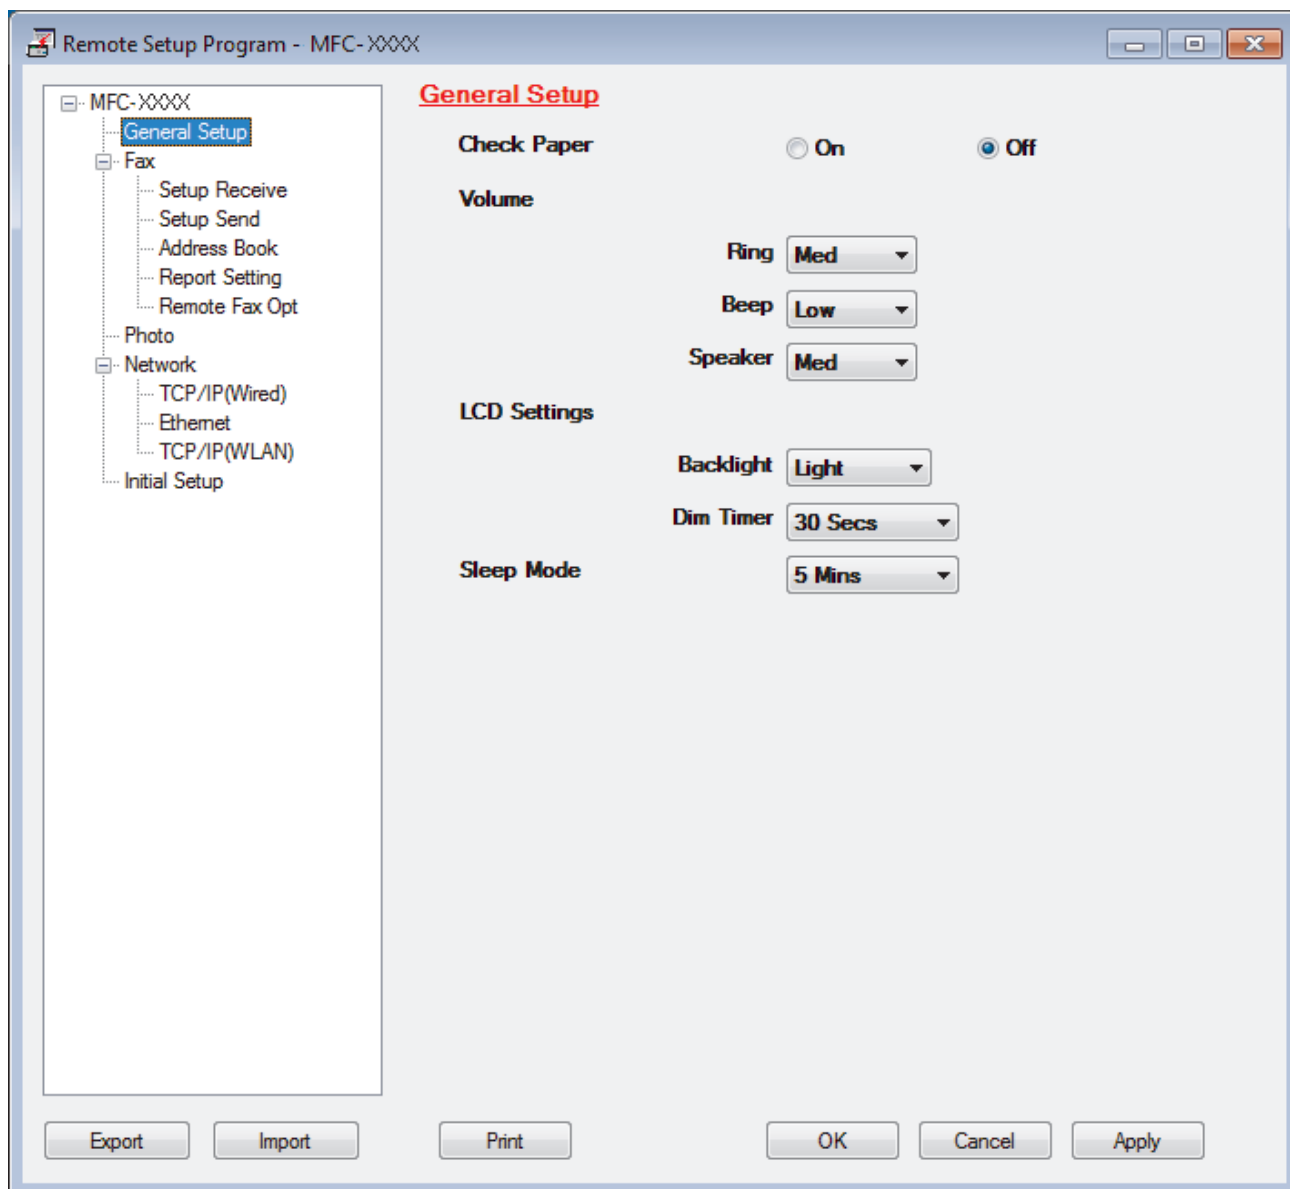 Remote Setup Program - MFC-XXXX
MFC-XXXX
General Setup
Fax
Setup Receive
Setup Send
Address Book
Report Setting
Remote Fax Opt
Photo
Network
TCP/IP(Wired)
Ethernet
TCP/IP(WLAN)
Initial Setup
General Setup
Check Paper On Off
Volume
Ring Med
Beep Low
Speaker Med
LCD Settings
Backlight Light
Dim Timer 30 Secs
Sleep Mode 5 Mins
Export Import Print OK Cancel Apply